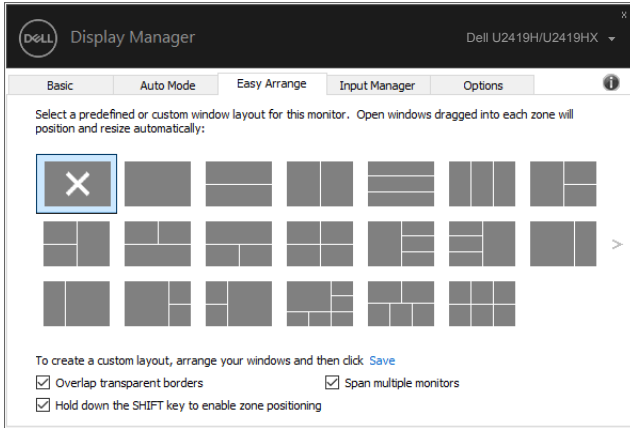 x
DELL Display Manager Dell U2419H/U2419HX
Basic Auto Mode Easy Arrange Input Manager Options
Select a predefined or custom window layout for this monitor. Open windows dragged into each zone will
position and resize automatically:
To create a custom layout, arrange your windows and then click Save
Overlap transparent borders Span multiple monitors
Hold down the SHIFT key to enable zone positioning